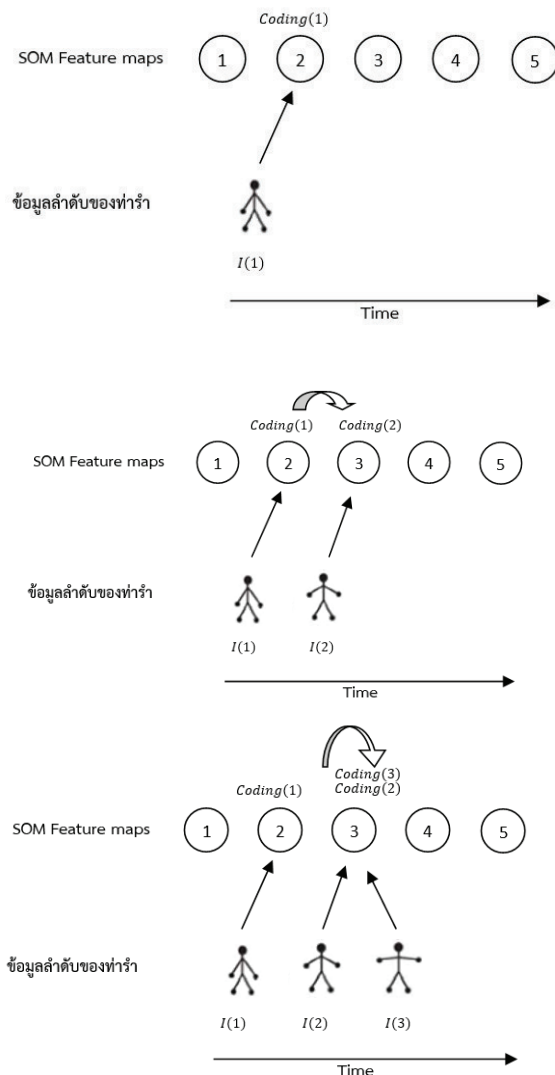 Coding(1)
SOM Feature maps 1 2 3 4 5
ข้อมูลลำดับของท่ารำ
I(1)
Time
Coding(1) Coding(2)
SOM Feature maps 1 2 3 4 5
ข้อมูลลำดับของท่ารำ
I(1) I(2)
Time
Coding(3)
Coding(1) Coding(2)
SOM Feature maps 1 2 3 4 5
ข้อมูลลำดับของท่ารำ
I(1) I(2) I(3)
Time